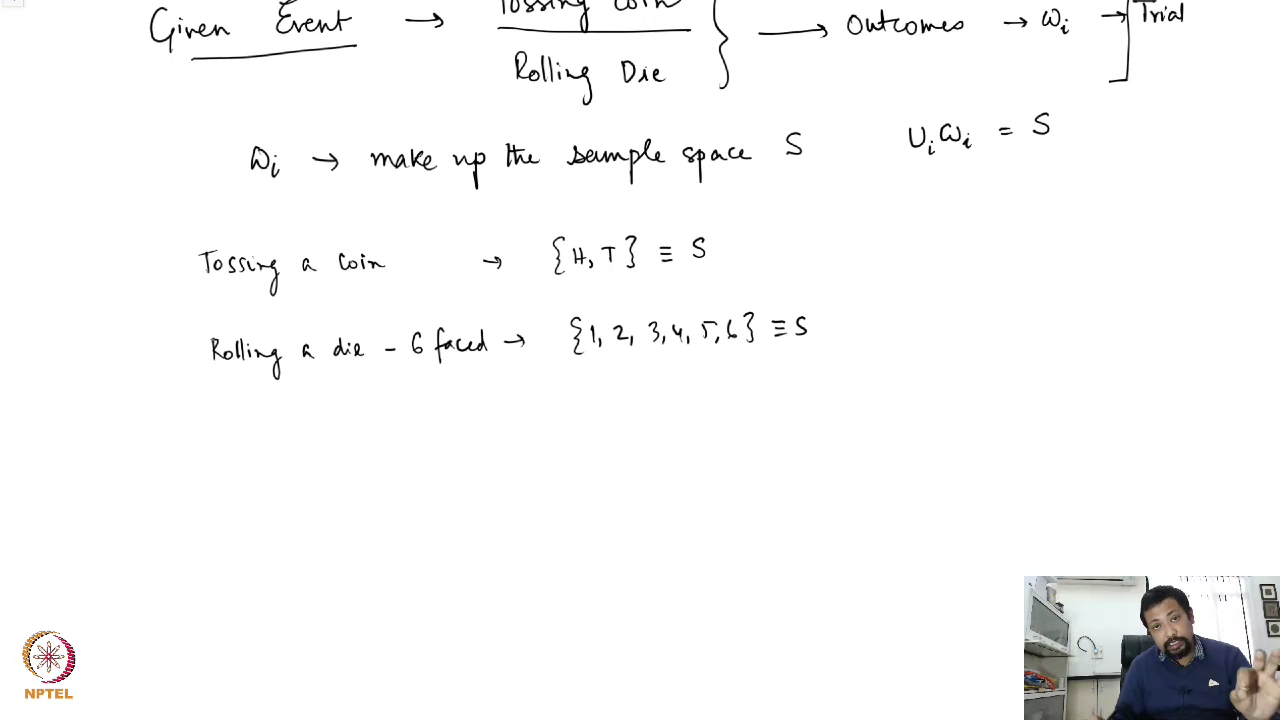 Given Event → Tossing Coin } → Outcomes → ωi → ] Trial
Rolling Die
ωi → make up the sample space S ∪i ωi = S
Tossing a coin → {H, T} ≡ S
Rolling a die - 6 faced → {1, 2, 3, 4, 5, 6} ≡ S
NPTEL